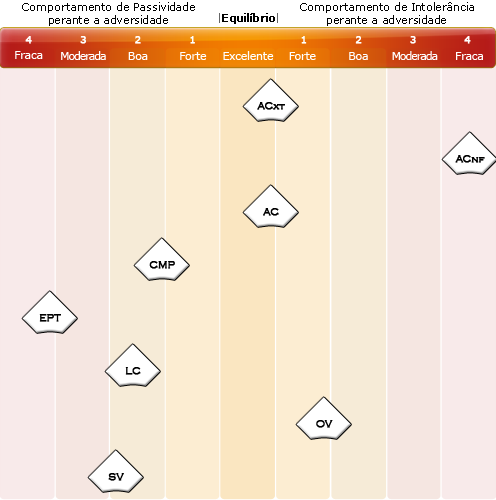 Comportamento de Passividade
perante a adversidade
|Equilíbrio|
Comportamento de Intolerância
perante a adversidade
4 3 2 1 1 2 3 4
Fraca Moderada Boa Forte Excelente Forte Boa Moderada Fraca
ACXT
ACNF
AC
CMP
EPT
LC
OV
SV